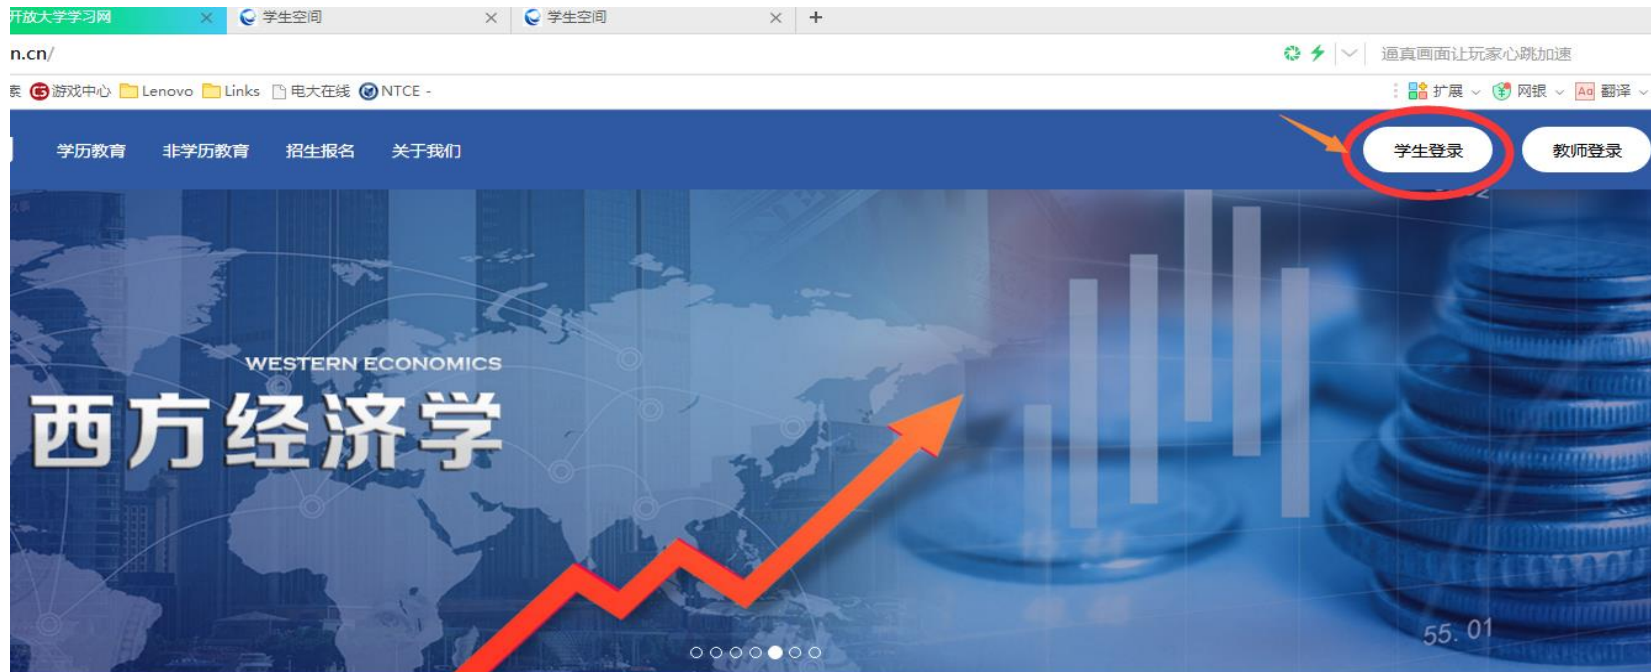 开放大学学习网 学生空间 学生空间
n.cn/ 逼真画面让玩家心跳加速
游戏中心 Lenovo Links 电大在线 NTCE - 扩展 网银 Aa 翻译
学历教育 非学历教育 招生报名 关于我们 学生登录 教师登录
WESTERN ECONOMICS
西方经济学
55.01